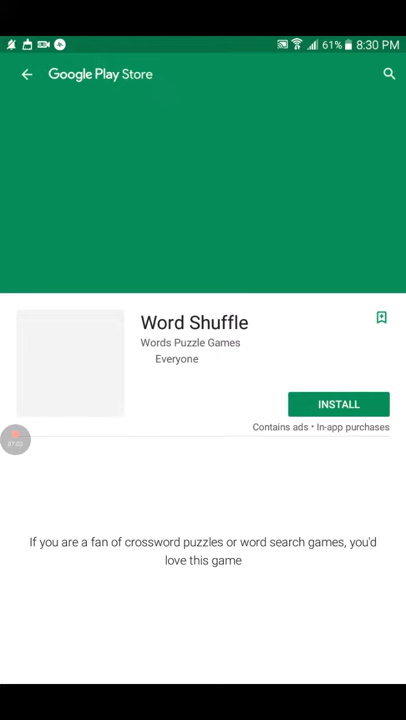 61% 8:30 PM
Google Play Store
Word Shuffle
Words Puzzle Games
Everyone
INSTALL
Contains ads • In-app purchases
If you are a fan of crossword puzzles or word search games, you'd
love this game